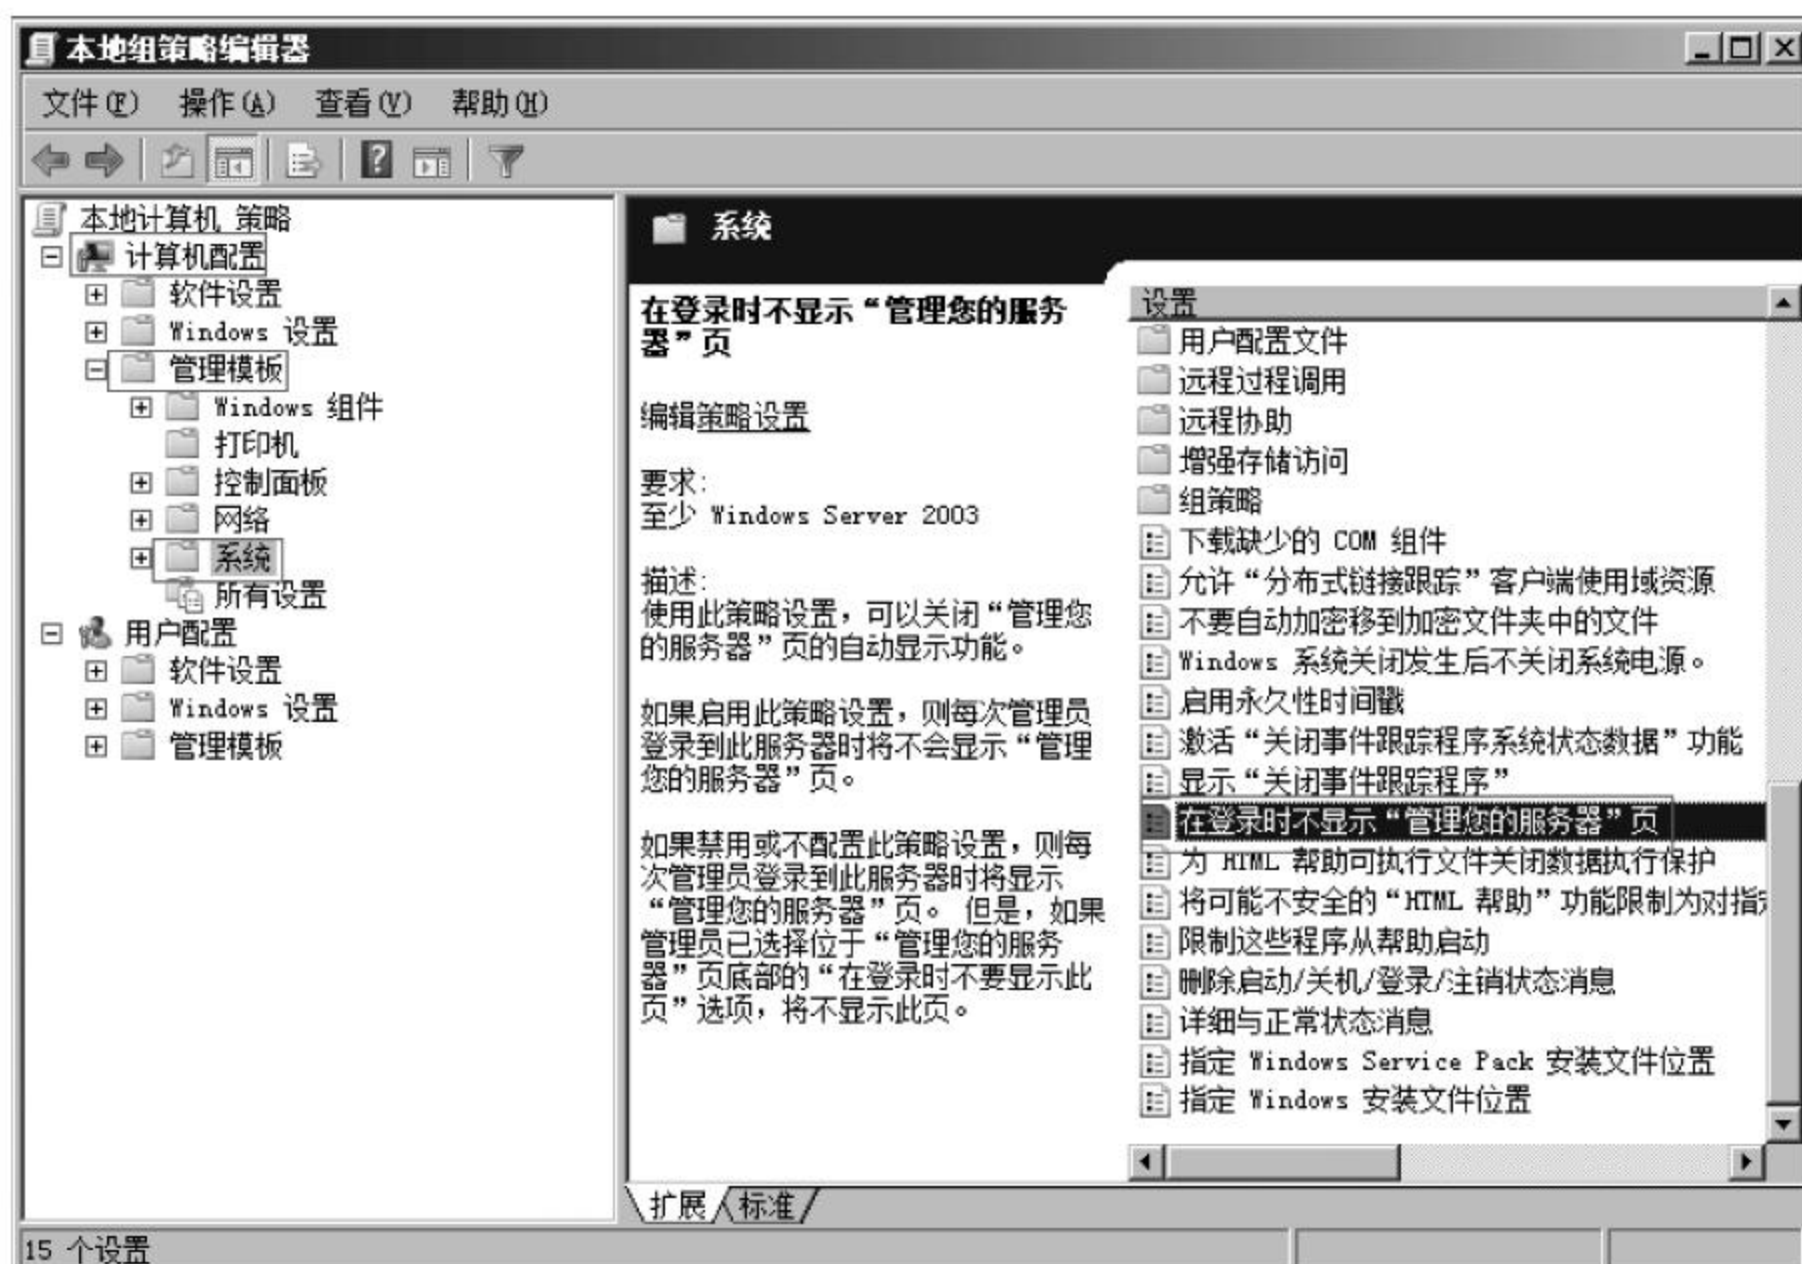 本地组策略编辑器
文件(F) 操作(A) 查看(V) 帮助(H)
本地计算机 策略
计算机配置
软件设置
Windows 设置
管理模板
Windows 组件
打印机
控制面板
网络
系统
所有设置
用户配置
软件设置
Windows 设置
管理模板
系统
在登录时不显示“管理您的服务
器”页
编辑策略设置
要求:
至少 Windows Server 2003
描述:
使用此策略设置，可以关闭“管理您
的服务器”页的自动显示功能。
如果启用此策略设置，则每次管理员
登录到此服务器时将不会显示“管理
您的服务器”页。
如果禁用或不配置此策略设置，则每
次管理员登录到此服务器时将显示
“管理您的服务器”页。 但是，如果
管理员已选择位于“管理您的服务
器”页底部的“在登录时不要显示此
页”选项，将不显示此页。
设置
用户配置文件
远程过程调用
远程协助
增强存储访问
组策略
下载缺少的 COM 组件
允许“分布式链接跟踪”客户端使用域资源
不要自动加密移到加密文件夹中的文件
Windows 系统关闭发生后不关闭系统电源。
启用永久性时间戳
激活“关闭事件跟踪程序系统状态数据”功能
显示“关闭事件跟踪程序”
在登录时不显示“管理您的服务器”页
为 HTML 帮助可执行文件关闭数据执行保护
将可能不安全的“HTML 帮助”功能限制为对指定
限制这些程序从帮助启动
删除启动/关机/登录/注销状态消息
详细与正常状态消息
指定 Windows Service Pack 安装文件位置
指定 Windows 安装文件位置
扩展 标准
15 个设置